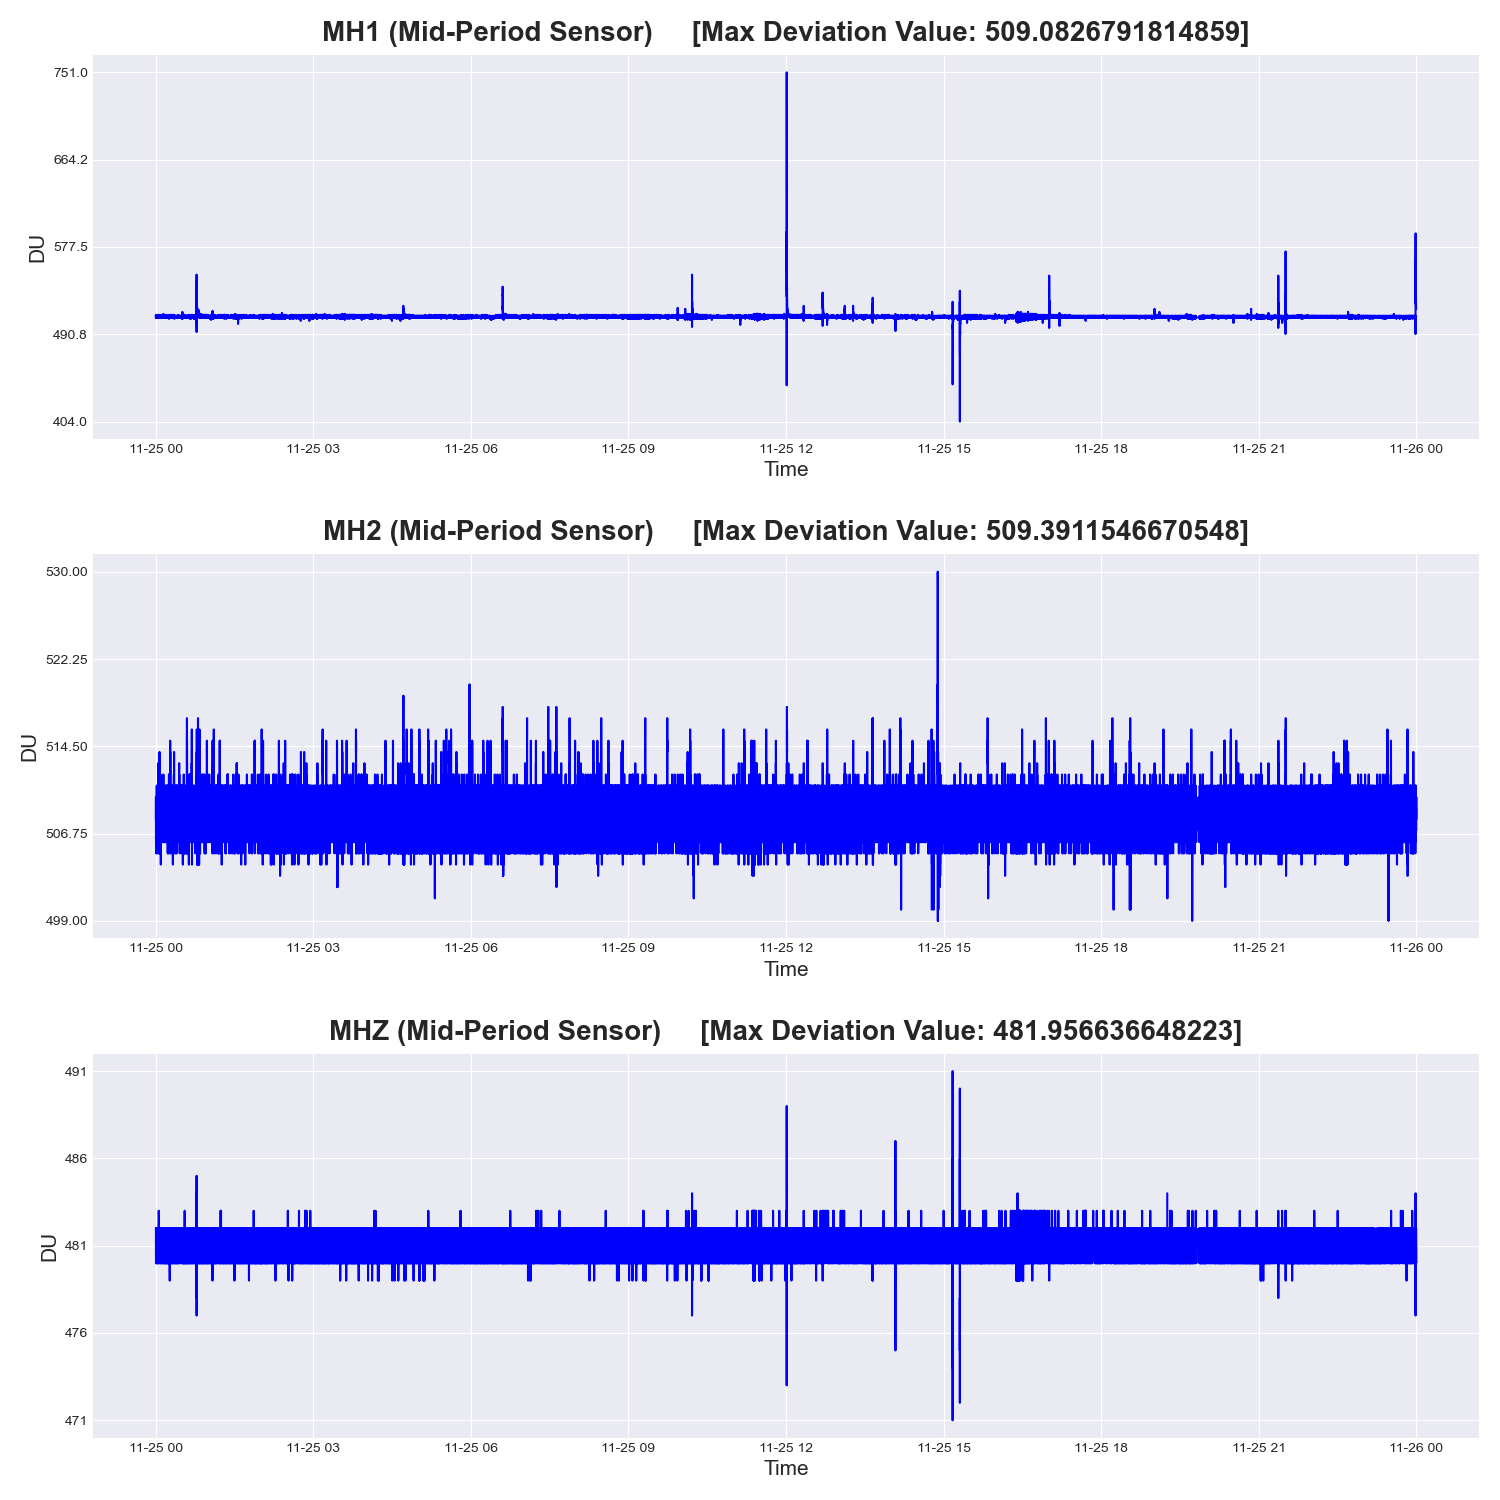 MH1 (Mid-Period Sensor) [Max Deviation Value: 509.0826791814859]
751.0
664.2
577.5
490.8
404.0
DU
11-25 00 11-25 03 11-25 06 11-25 09 11-25 12 11-25 15 11-25 18 11-25 21 11-26 00
Time
MH2 (Mid-Period Sensor) [Max Deviation Value: 509.3911546670548]
530.00
522.25
514.50
506.75
499.00
DU
11-25 00 11-25 03 11-25 06 11-25 09 11-25 12 11-25 15 11-25 18 11-25 21 11-26 00
Time
MHZ (Mid-Period Sensor) [Max Deviation Value: 481.956636648223]
491
486
481
476
471
DU
11-25 00 11-25 03 11-25 06 11-25 09 11-25 12 11-25 15 11-25 18 11-25 21 11-26 00
Time